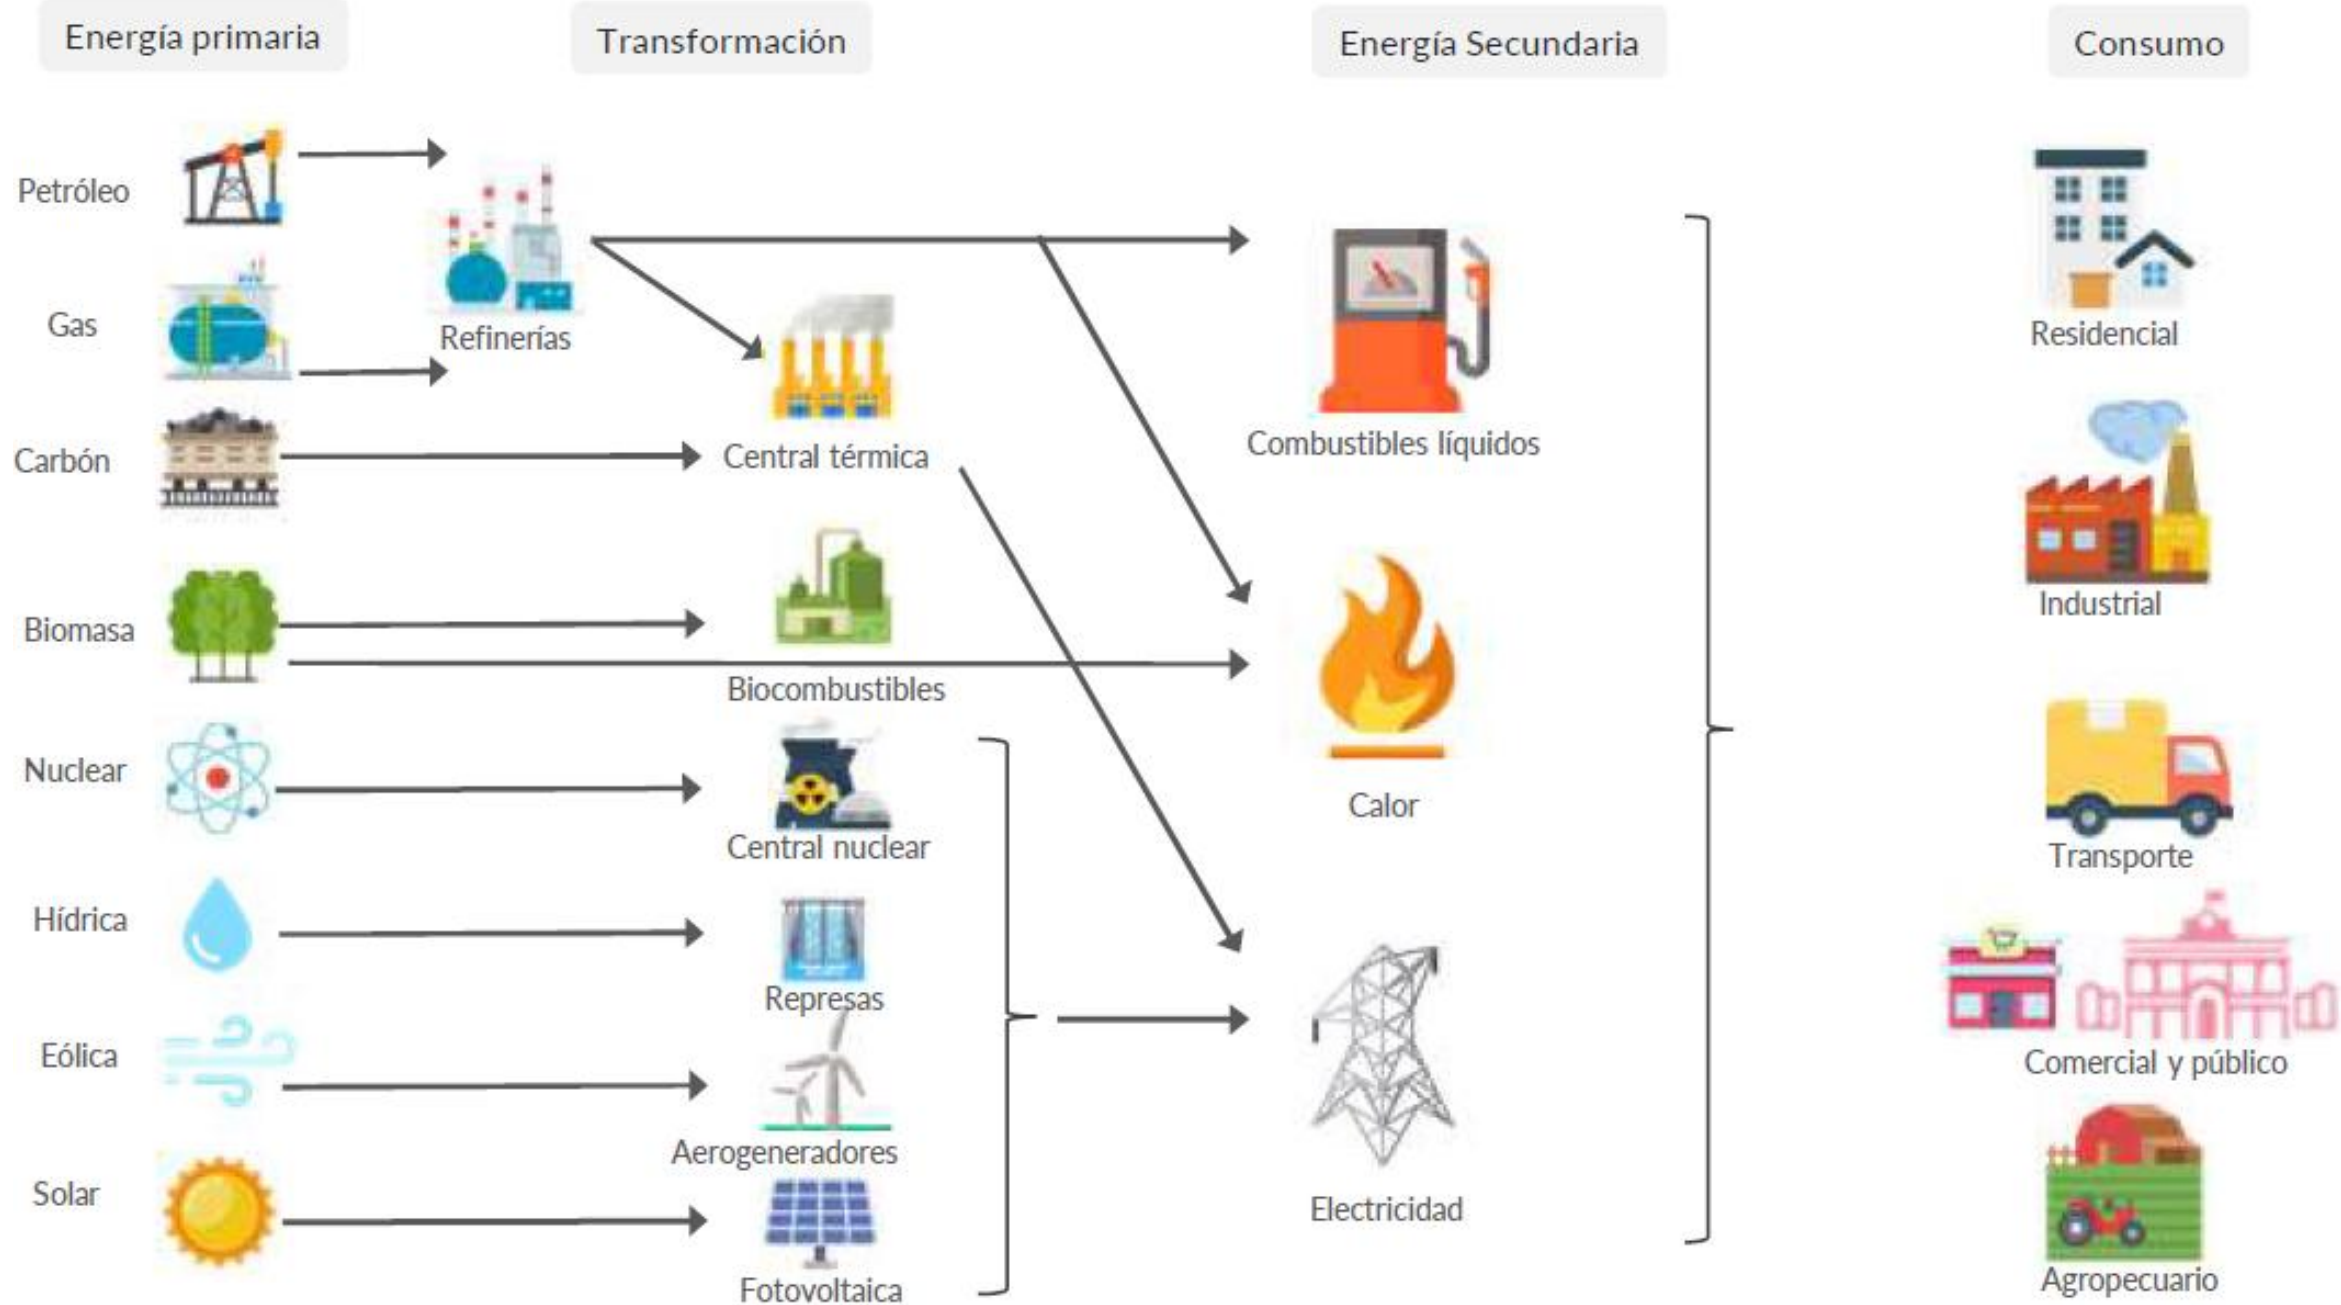 Energía primaria
Transformación
Energía Secundaria
Consumo
Petróleo
Gas
Carbón
Biomasa
Nuclear
Hídrica
Eólica
Solar
Refinerías
Central térmica
Biocombustibles
Central nuclear
Represas
Aerogeneradores
Fotovoltaica
Combustibles líquidos
Calor
Electricidad
Residencial
Industrial
Transporte
Comercial y público
Agropecuario